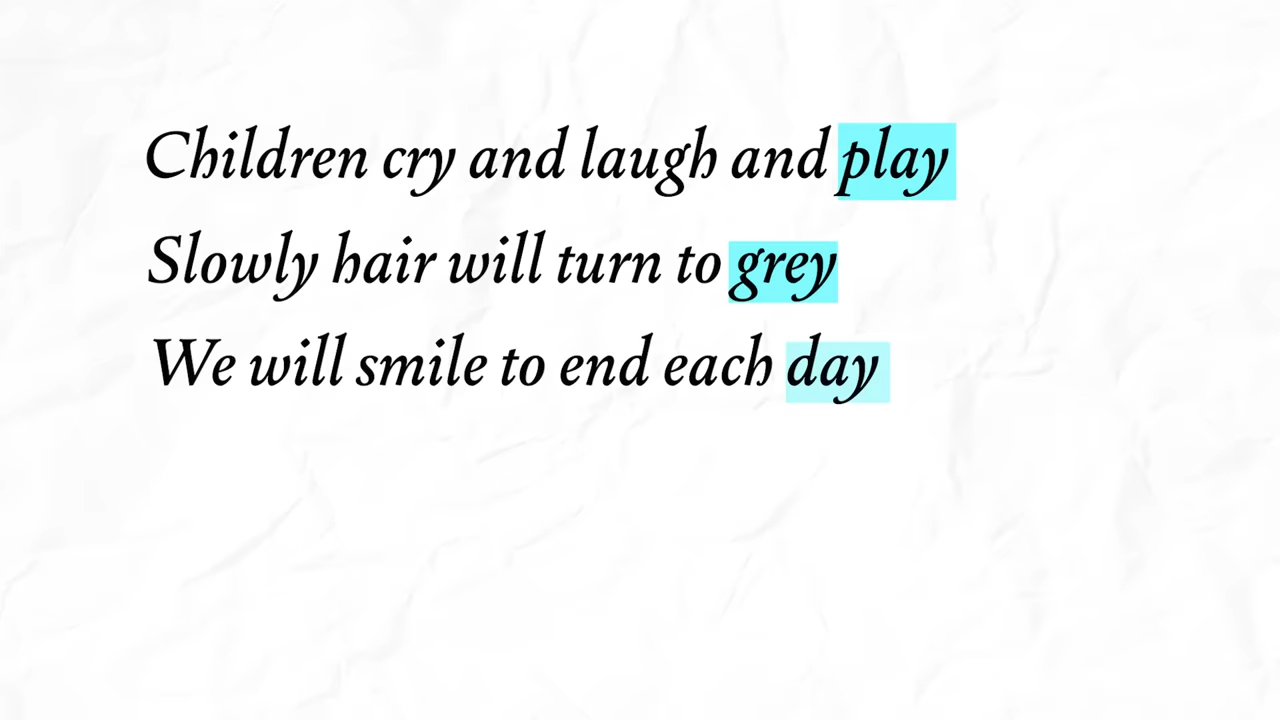 Children cry and laugh and play
Slowly hair will turn to grey
We will smile to end each day